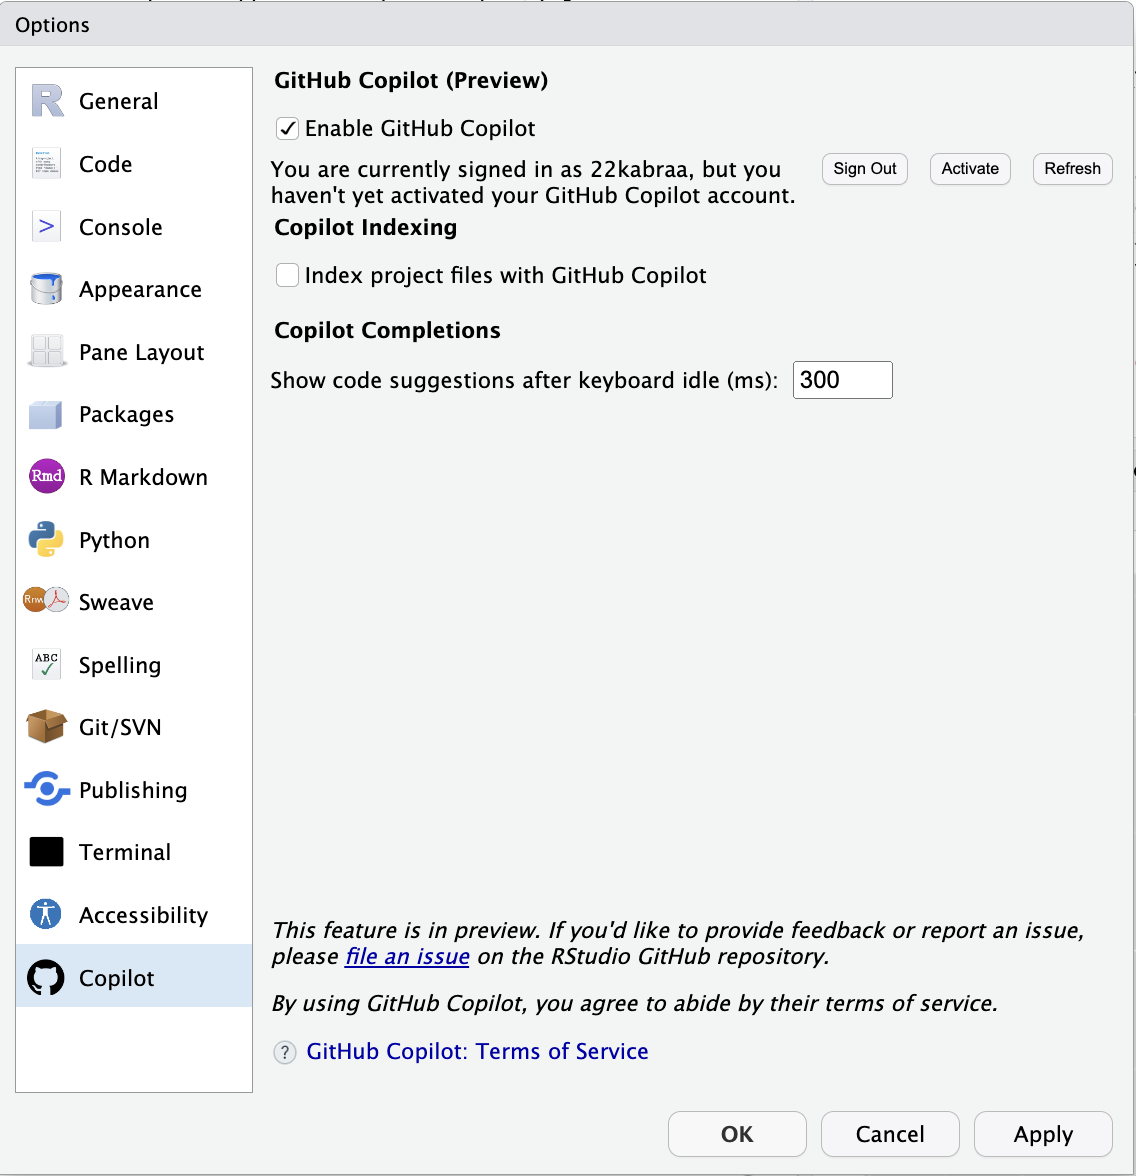 Options
General
Code
Console
Appearance
Pane Layout
Packages
R Markdown
Python
Sweave
Spelling
Git/SVN
Publishing
Terminal
Accessibility
Copilot
>
Rmd
Rnw
ABC
GitHub Copilot (Preview)
Enable GitHub Copilot
You are currently signed in as 22kabraa, but you
haven't yet activated your GitHub Copilot account.
Sign Out
Activate
Refresh
Copilot Indexing
Index project files with GitHub Copilot
Copilot Completions
Show code suggestions after keyboard idle (ms): 300
This feature is in preview. If you'd like to provide feedback or report an issue,
please file an issue on the RStudio GitHub repository.
By using GitHub Copilot, you agree to abide by their terms of service.
? GitHub Copilot: Terms of Service
OK
Cancel
Apply